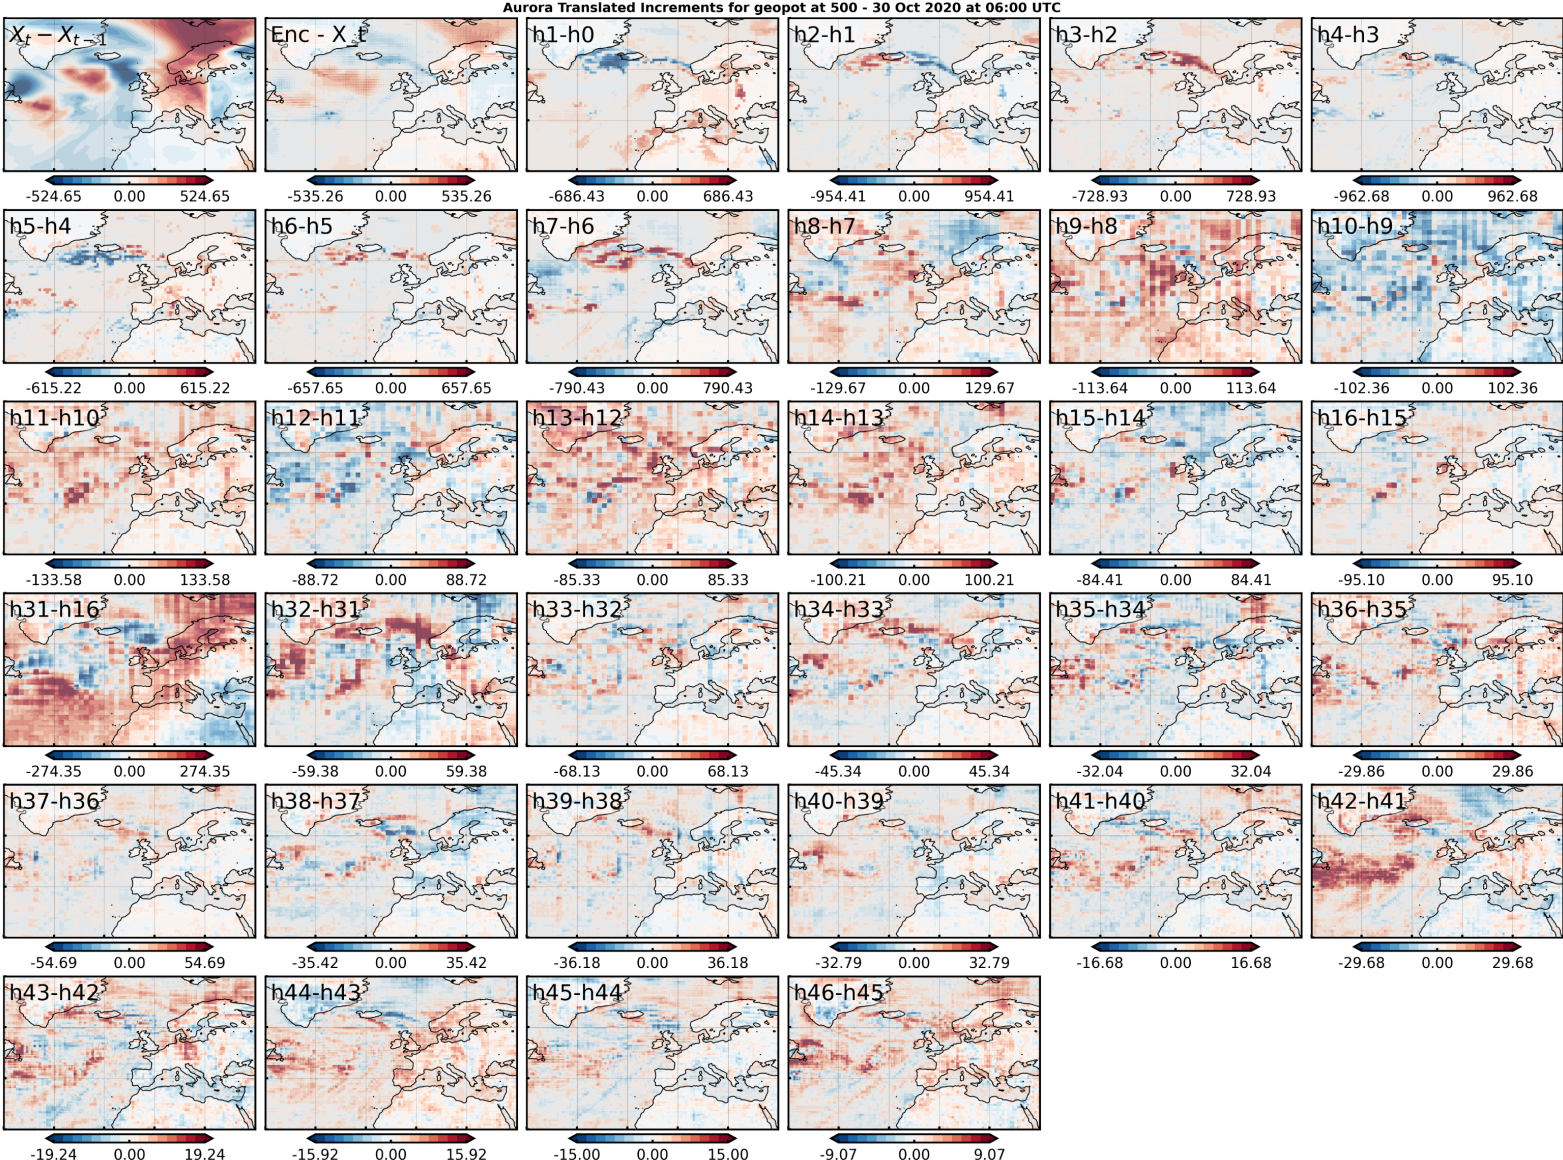 Aurora Translated Increments for geopot at 500 - 30 Oct 2020 at 06:00 UTC
X_t − X_{t−1} Enc - X_t h1-h0 h2-h1 h3-h2 h4-h3
-524.65 0.00 524.65 -535.26 0.00 535.26 -686.43 0.00 686.43 -954.41 0.00 954.41 -728.93 0.00 728.93 -962.68 0.00 962.68
h5-h4 h6-h5 h7-h6 h8-h7 h9-h8 h10-h9
-615.22 0.00 615.22 -657.65 0.00 657.65 -790.43 0.00 790.43 -129.67 0.00 129.67 -113.64 0.00 113.64 -102.36 0.00 102.36
h11-h10 h12-h11 h13-h12 h14-h13 h15-h14 h16-h15
-133.58 0.00 133.58 -88.72 0.00 88.72 -85.33 0.00 85.33 -100.21 0.00 100.21 -84.41 0.00 84.41 -95.10 0.00 95.10
h31-h16 h32-h31 h33-h32 h34-h33 h35-h34 h36-h35
-274.35 0.00 274.35 -59.38 0.00 59.38 -68.13 0.00 68.13 -45.34 0.00 45.34 -32.04 0.00 32.04 -29.86 0.00 29.86
h37-h36 h38-h37 h39-h38 h40-h39 h41-h40 h42-h41
-54.69 0.00 54.69 -35.42 0.00 35.42 -36.18 0.00 36.18 -32.79 0.00 32.79 -16.68 0.00 16.68 -29.68 0.00 29.68
h43-h42 h44-h43 h45-h44 h46-h45
-19.24 0.00 19.24 -15.92 0.00 15.92 -15.00 0.00 15.00 -9.07 0.00 9.07